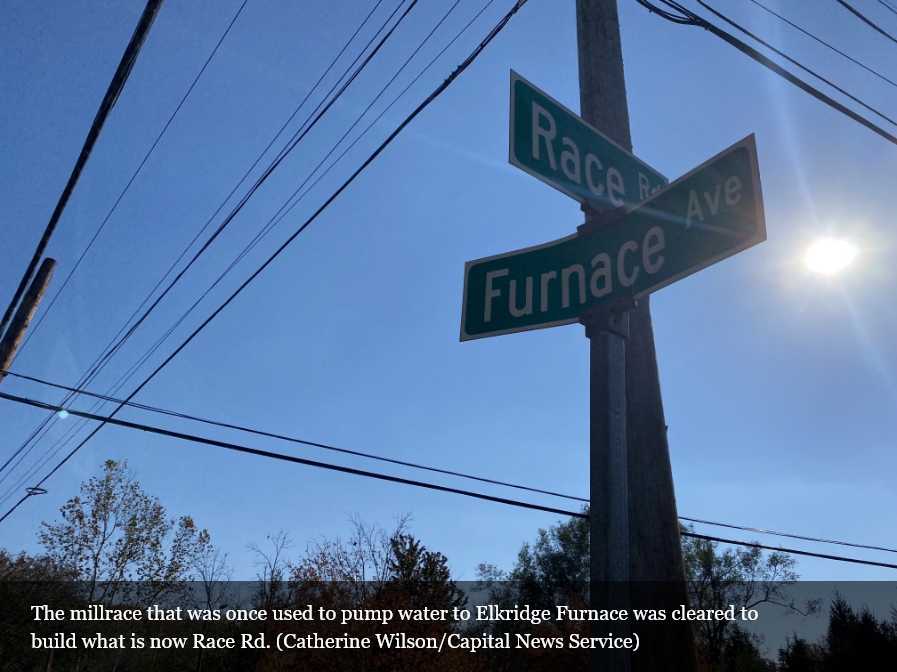 Race Rd
Furnace Ave
The millrace that was once used to pump water to Elkridge Furnace was cleared to
build what is now Race Rd. (Catherine Wilson/Capital News Service)